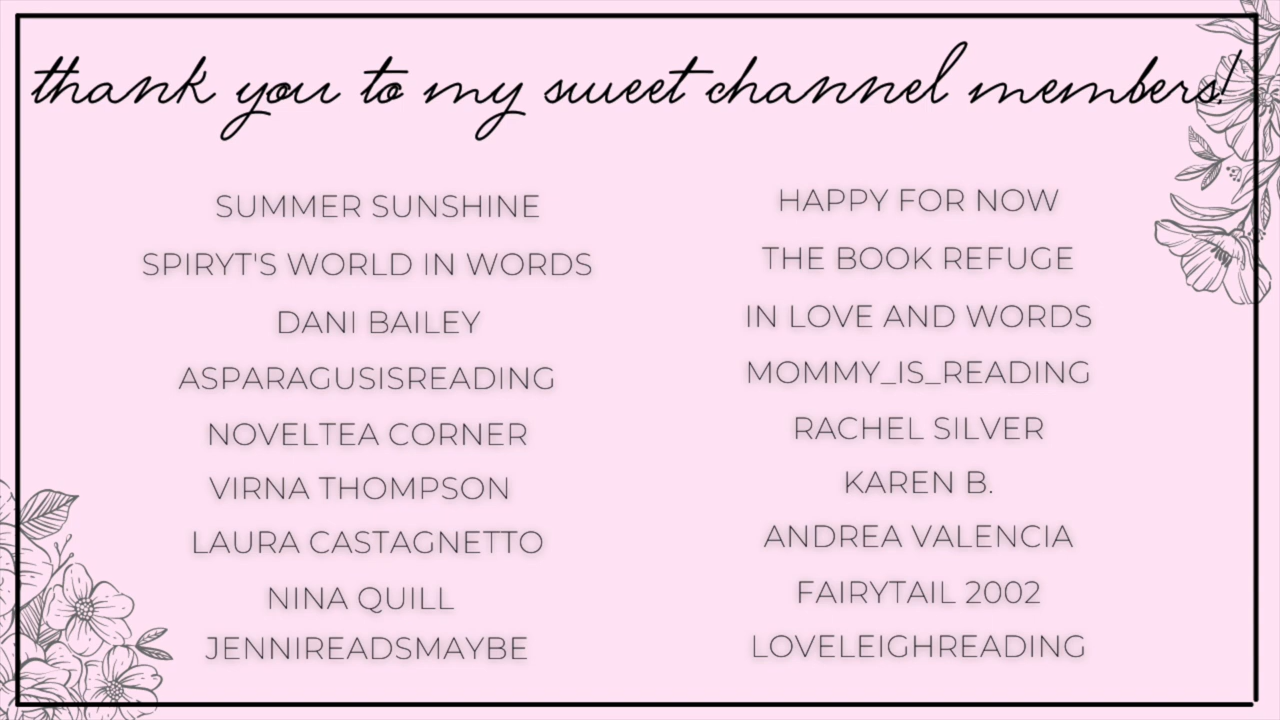 thank you to my sweet channel members!
SUMMER SUNSHINE
SPIRYT'S WORLD IN WORDS
DANI BAILEY
ASPARAGUSISREADING
NOVELTEA CORNER
VIRNA THOMPSON
LAURA CASTAGNETTO
NINA QUILL
JENNIREADSMAYBE
HAPPY FOR NOW
THE BOOK REFUGE
IN LOVE AND WORDS
MOMMY_IS_READING
RACHEL SILVER
KAREN B.
ANDREA VALENCIA
FAIRYTAIL 2002
LOVELEIGHREADING